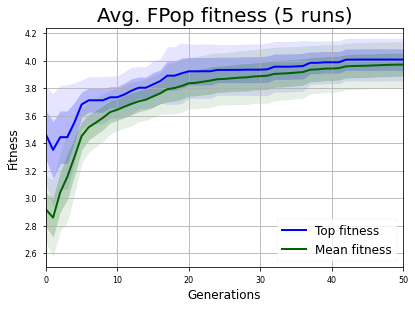 Avg. FPop fitness (5 runs)
4.2
4.0
3.8
3.6
3.4
3.2
3.0
2.8
2.6
Fitness
Top fitness
Mean fitness
0 10 20 30 40 50
Generations